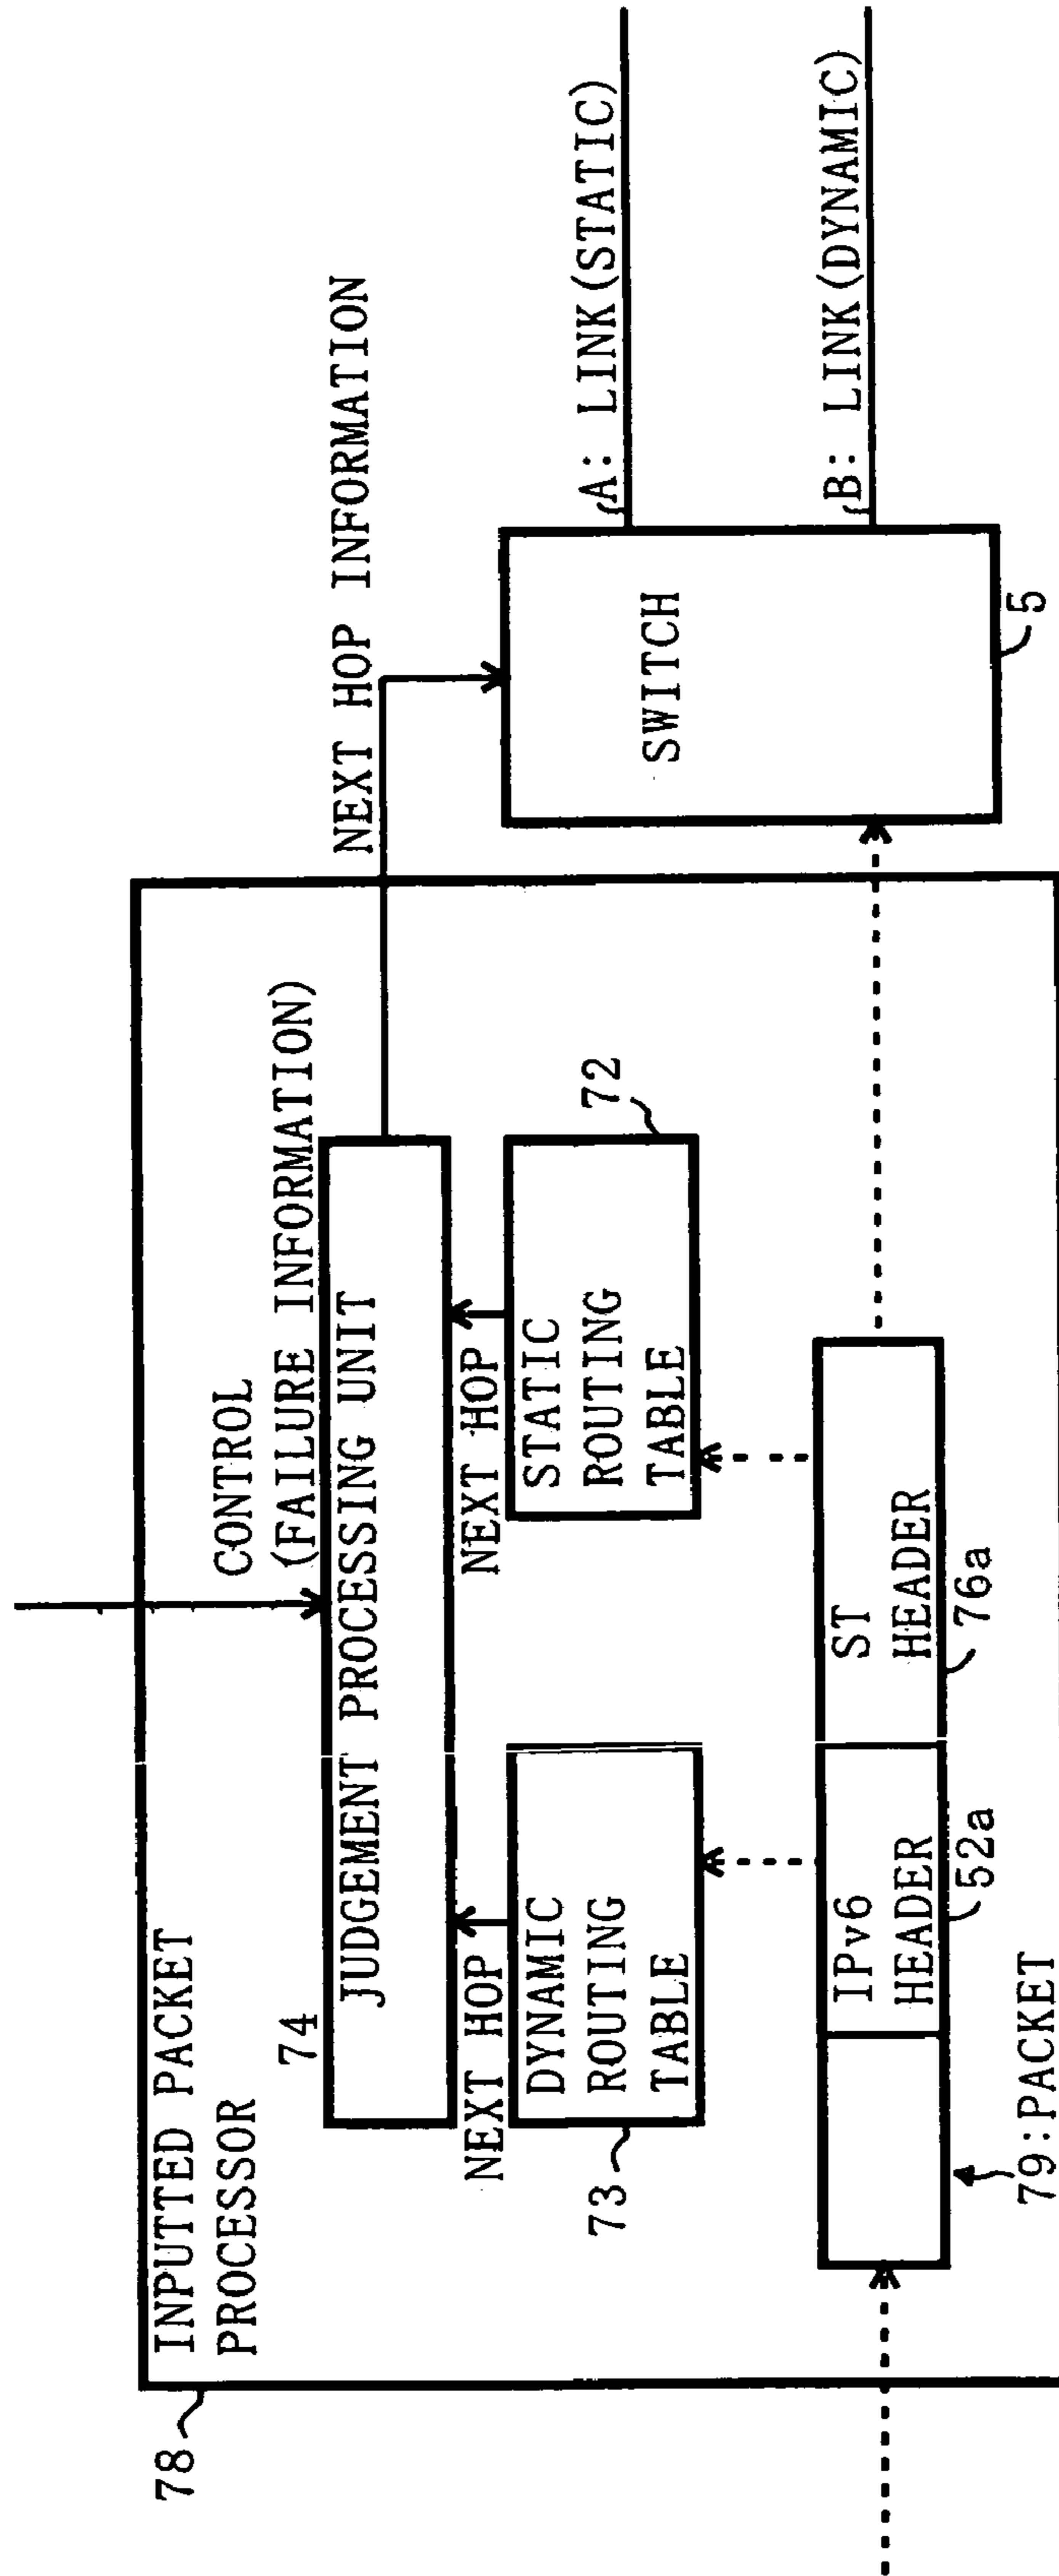 78
INPUTTED PACKET
PROCESSOR
CONTROL
(FAILURE INFORMATION)
74
JUDGEMENT PROCESSING UNIT
NEXT HOP INFORMATION
NEXT HOP
NEXT HOP
73
DYNAMIC
ROUTING
TABLE
STATIC
ROUTING
TABLE
72
SWITCH
5
A: LINK(STATIC)
B: LINK(DYNAMIC)
IPv6
HEADER
52a
ST
HEADER
76a
79:PACKET